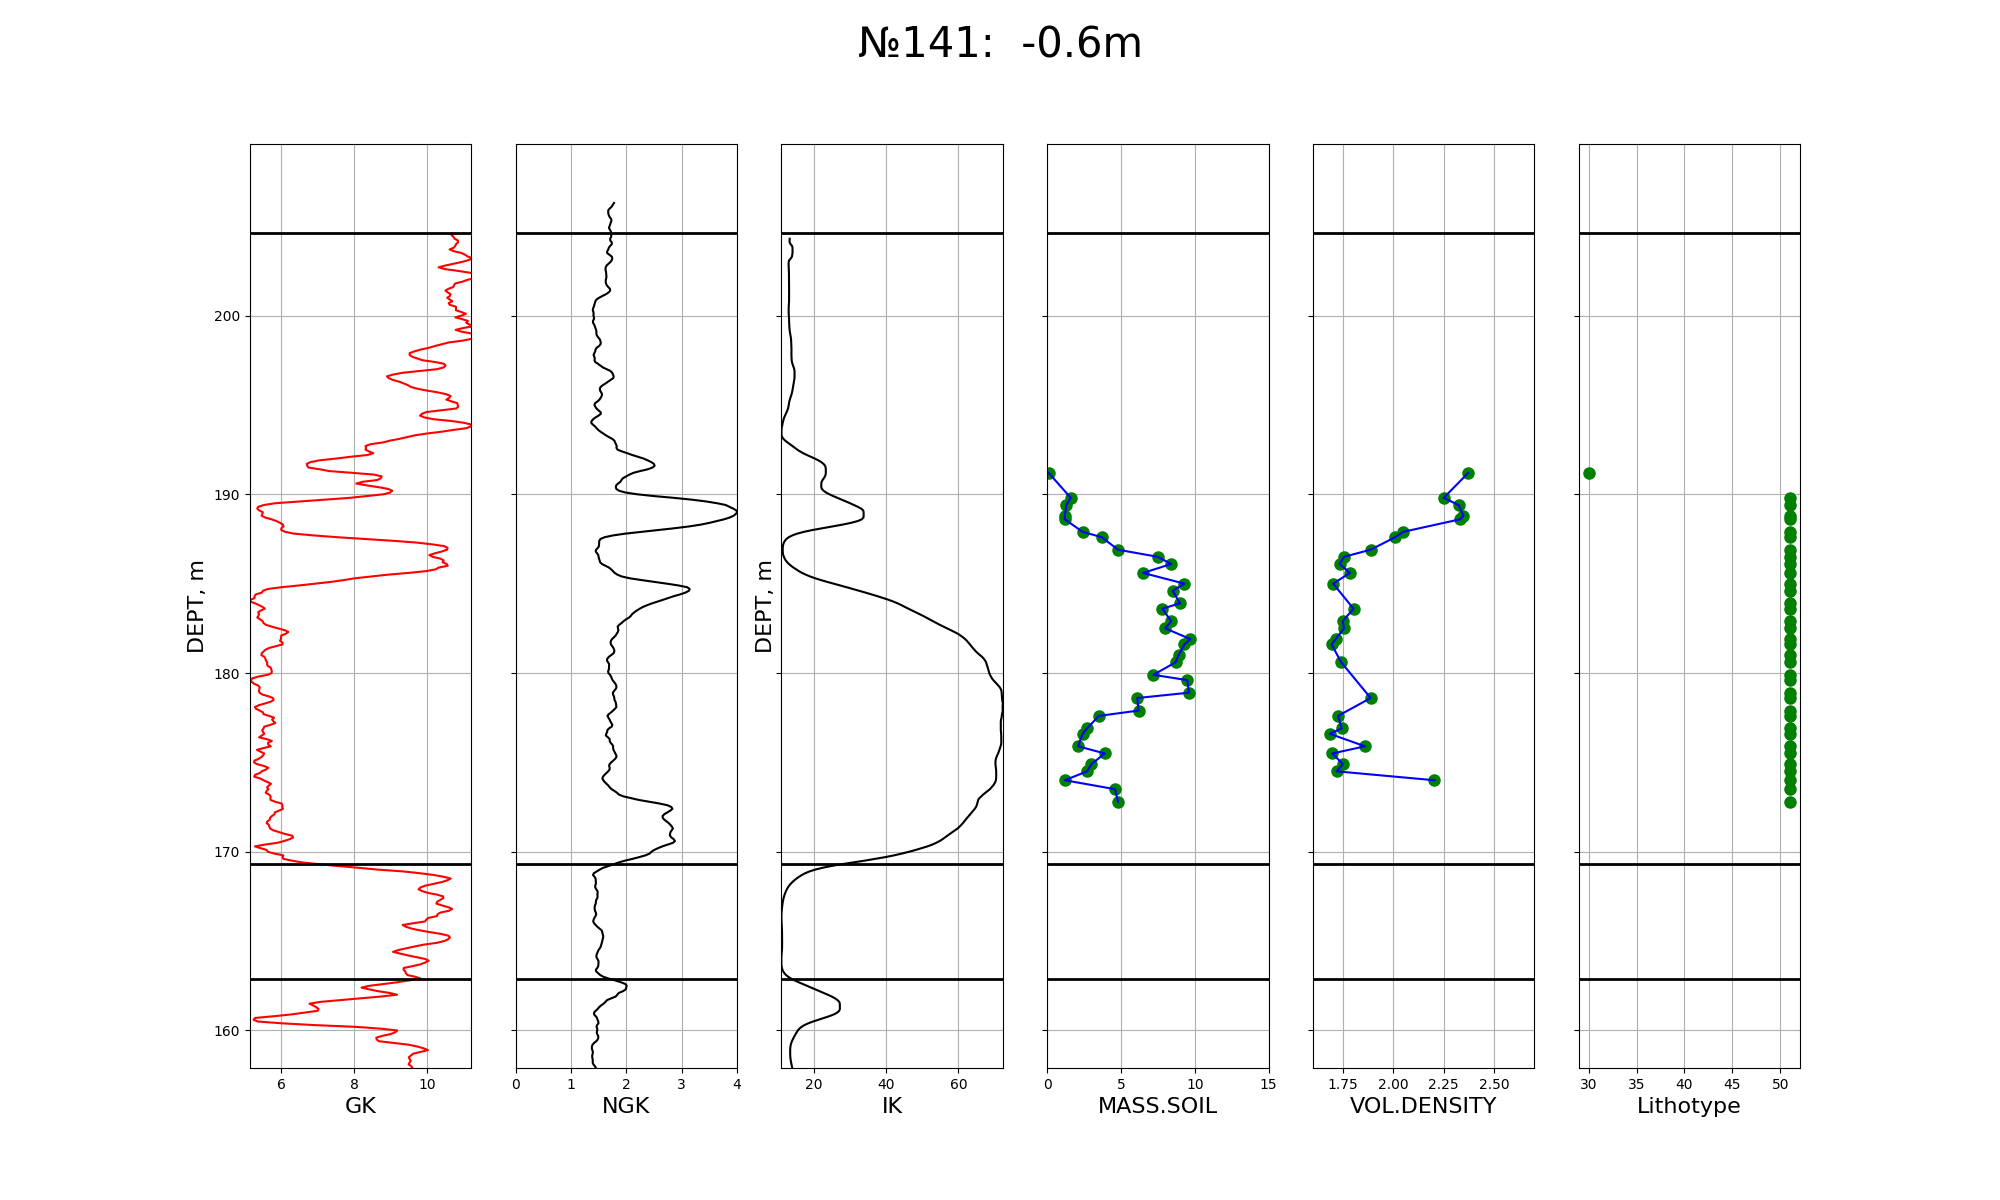 №141:  -0.6m
DEPT, m
200
190
180
170
160
6 8 10
GK
0 1 2 3 4
NGK
DEPT, m
20 40 60
IK
0 5 10 15
MASS.SOIL
1.75 2.00 2.25 2.50
VOL.DENSITY
30 35 40 45 50
Lithotype